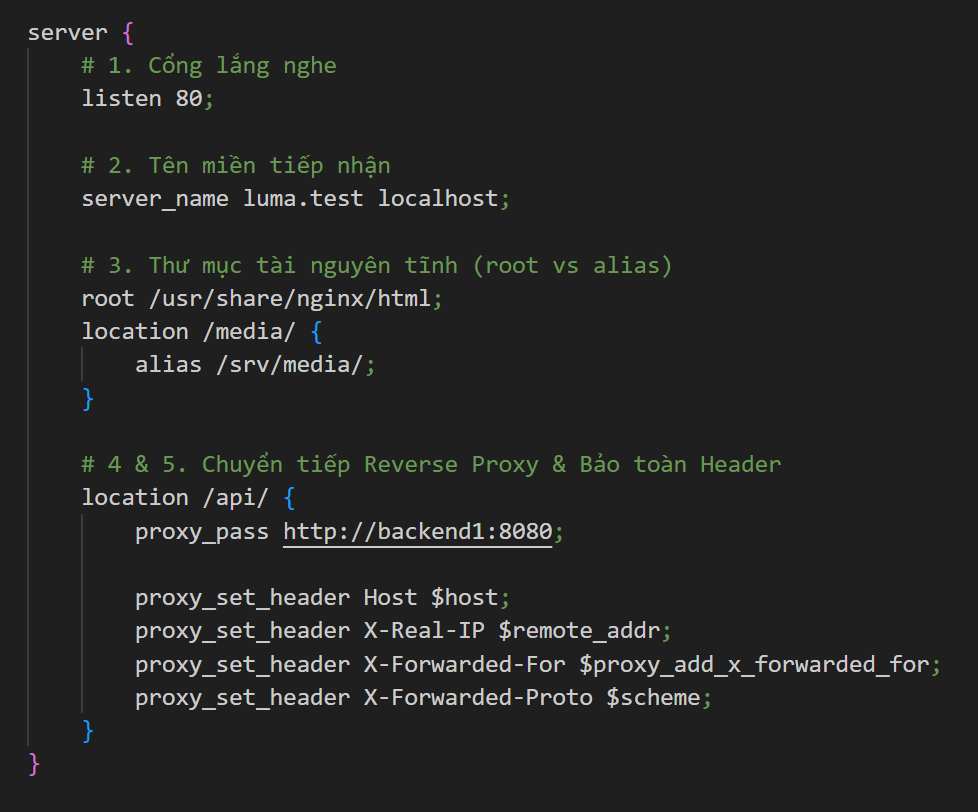 server {
    # 1. Cổng lắng nghe
    listen 80;

    # 2. Tên miền tiếp nhận
    server_name luma.test localhost;

    # 3. Thư mục tài nguyên tĩnh (root vs alias)
    root /usr/share/nginx/html;
    location /media/ {
        alias /srv/media/;
    }

    # 4 & 5. Chuyển tiếp Reverse Proxy & Bảo toàn Header
    location /api/ {
        proxy_pass http://backend1:8080;

        proxy_set_header Host $host;
        proxy_set_header X-Real-IP $remote_addr;
        proxy_set_header X-Forwarded-For $proxy_add_x_forwarded_for;
        proxy_set_header X-Forwarded-Proto $scheme;
    }
}